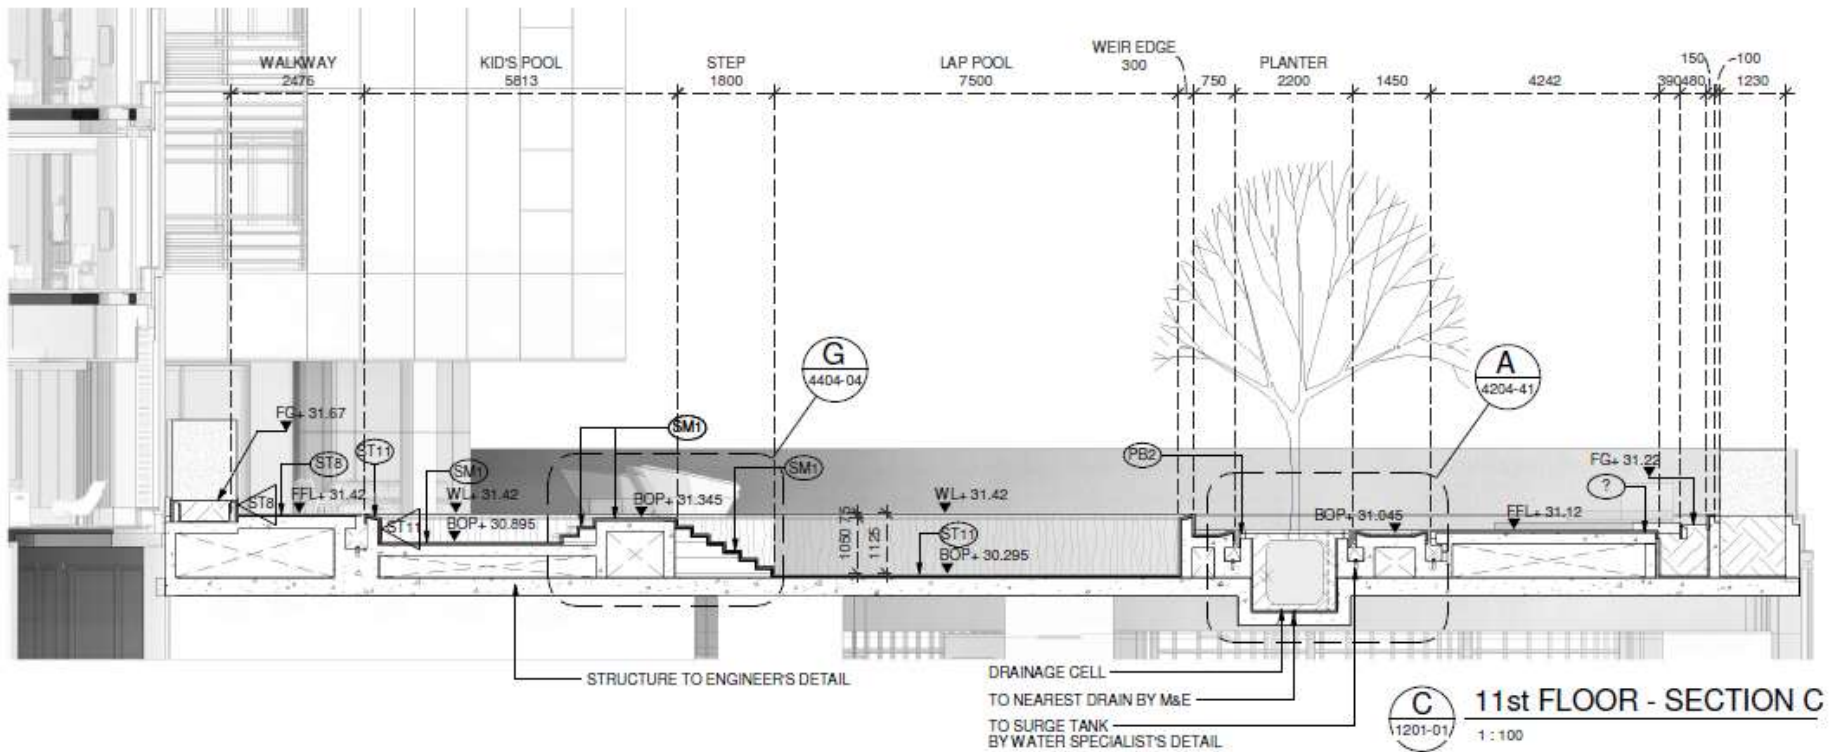 WALKWAY
2476
KID'S POOL
5813
STEP
1800
LAP POOL
7500
WEIR EDGE
300
750
PLANTER
2200
1450
4242
390
480
150
100
1230
G
4404-04
A
4204-41
FG+ 31.67
ST8
ST11
SM1
SM1
SM1
PB2
FG+ 31.22
?
ST8
FFL+ 31.42
ST11
WL+ 31.42
BOP+ 30.895
BOP+ 31.345
WL+ 31.42
1050
75
1125
ST11
BOP+ 30.295
BOP+ 31.045
FFL+ 31.12
STRUCTURE TO ENGINEER'S DETAIL
DRAINAGE CELL
TO NEAREST DRAIN BY M&E
TO SURGE TANK
BY WATER SPECIALIST'S DETAIL
C
1201-01
11st FLOOR - SECTION C
1 : 100